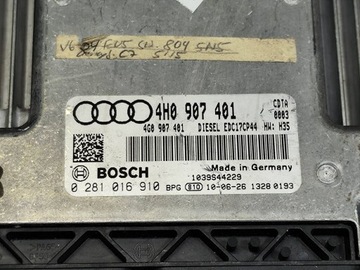 4H0 907 401
CDTA
0003
4G0 907 401 DIESEL EDC17CP44 HW: H35
BOSCH
Made in Germany
1039S44229
0 281 016 910 BPG 10-06-26 1328 0193